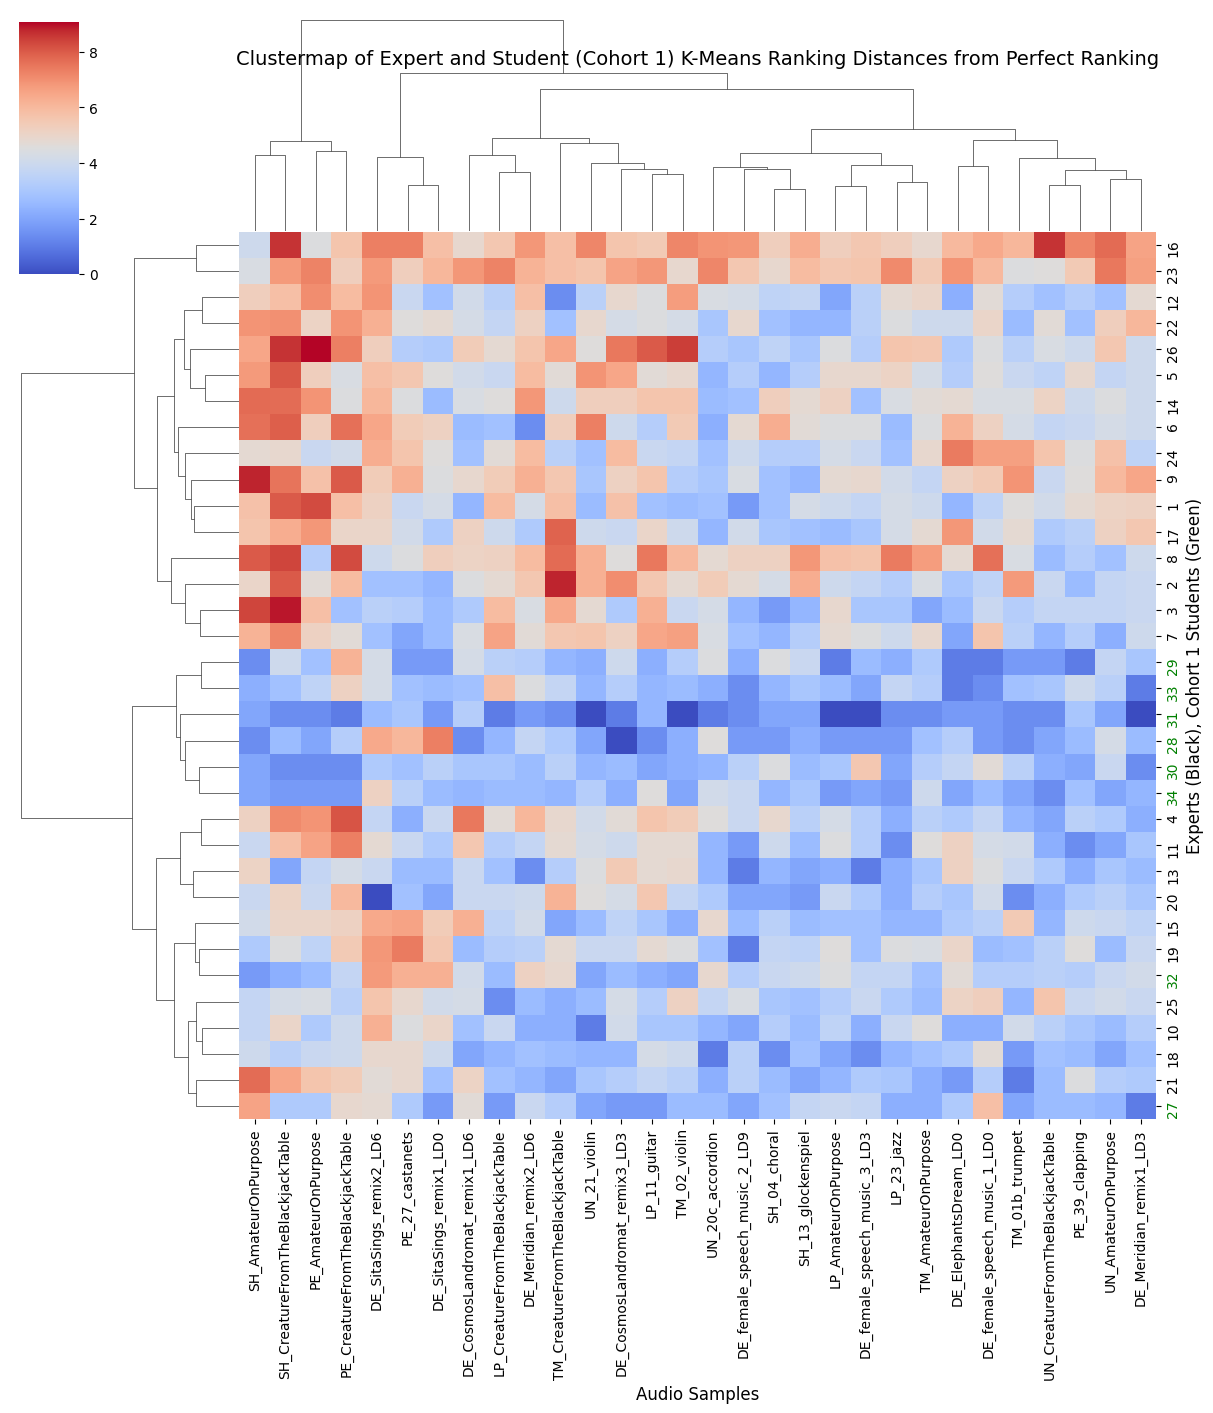 Clustermap of Expert and Student (Cohort 1) K-Means Ranking Distances from Perfect Ranking
8
6
4
2
0
16
23
12
22
26
5
14
6
24
9
1
17
8
2
3
7
29
33
31
28
30
34
4
11
13
20
15
19
32
25
10
18
21
27
Experts (Black), Cohort 1 Students (Green)
SH_AmateurOnPurpose
SH_CreatureFromTheBlackjackTable
PE_AmateurOnPurpose
PE_CreatureFromTheBlackjackTable
DE_SitaSings_remix2_LD6
PE_27_castanets
DE_SitaSings_remix1_LD0
DE_CosmosLandromat_remix1_LD6
LP_CreatureFromTheBlackjackTable
DE_Meridian_remix2_LD6
TM_CreatureFromTheBlackjackTable
UN_21_violin
DE_CosmosLandromat_remix3_LD3
LP_11_guitar
TM_02_violin
UN_20c_accordion
DE_female_speech_music_2_LD9
SH_04_choral
SH_13_glockenspiel
LP_AmateurOnPurpose
DE_female_speech_music_3_LD3
LP_23_jazz
TM_AmateurOnPurpose
DE_ElephantsDream_LD0
DE_female_speech_music_1_LD0
TM_01b_trumpet
UN_CreatureFromTheBlackjackTable
PE_39_clapping
UN_AmateurOnPurpose
DE_Meridian_remix1_LD3
Audio Samples